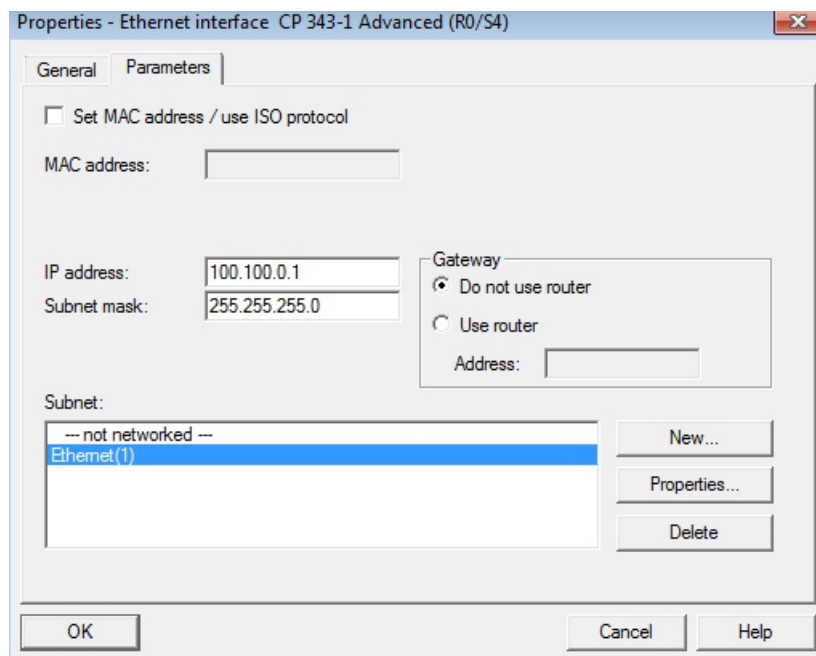 Properties - Ethernet interface CP 343-1 Advanced (R0/S4)
General
Parameters
Set MAC address / use ISO protocol
MAC address:
IP address:
100.100.0.1
Subnet mask:
255.255.255.0
Gateway
Do not use router
Use router
Address:
Subnet:
--- not networked ---
Ethernet(1)
New...
Properties...
Delete
OK
Cancel
Help